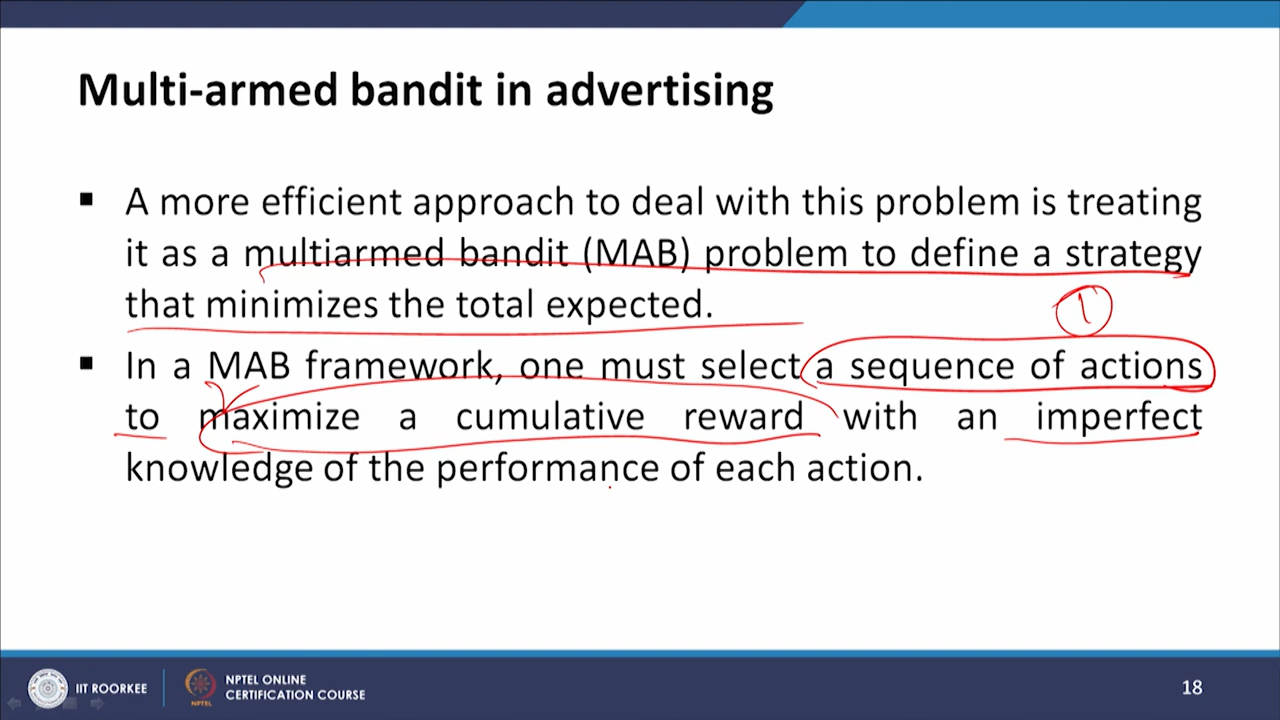 Multi-armed bandit in advertising
▪ A more efficient approach to deal with this problem is treating
it as a multiarmed bandit (MAB) problem to define a strategy
that minimizes the total expected.
1
▪ In a MAB framework, one must select a sequence of actions
to maximize a cumulative reward with an imperfect
knowledge of the performance of each action.
IIT ROORKEE
NPTEL
NPTEL ONLINE
CERTIFICATION COURSE
18